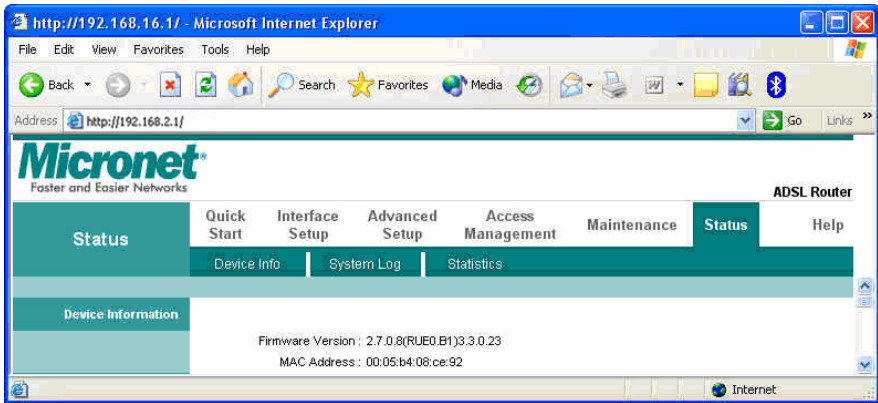 http://192.168.16.1/ - Microsoft Internet Explorer
File Edit View Favorites Tools Help
Back Search Favorites Media W
Address http://192.168.2.1/ Go Links »
Micronet®
Faster and Easier Networks
ADSL Router
Status
Quick Start
Interface Setup
Advanced Setup
Access Management
Maintenance
Status
Help
Device Info System Log Statistics
Device Information
Firmware Version : 2.7.0.8(RUE0.B1)3.3.0.23
MAC Address : 00:05:b4:08:ce:92
Internet